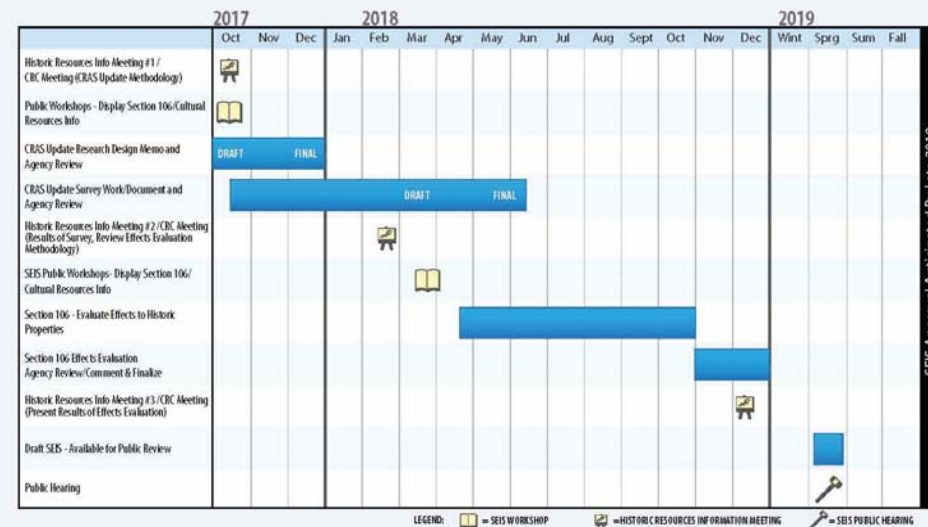 2017 2018 2019
Oct Nov Dec Jan Feb Mar Apr May Jun Jul Aug Sept Oct Nov Dec Wint Sprg Sum Fall
Historic Resources Info Meeting #1/
CRC Meeting (CRAS Update Methodology)
Public Workshops - Display Section 106/Cultural
Resources Info
CRAS Update Research Design Memo and
Agency Review
DRAFT FINAL
CRAS Update Survey Work/Document and
Agency Review
DRAFT FINAL
Historic Resources Info Meeting #2/CRC Meeting
(Results of Survey, Review Effects Evaluation
Methodology)
SEIS Public Workshops- Display Section 106/
Cultural Resources Info
Section 106 - Evaluate Effects to Historic
Properties
Section 106 Effects Evaluation
Agency Review/Comment & Finalize
Historic Resources Info Meeting #3/CRC Meeting
(Present Results of Effects Evaluation)
Draft SEIS - Available for Public Review
Public Hearing
LEGEND: = SEIS WORKSHOP =HISTORIC RESOURCES INFORMATION MEETING = SEIS PUBLIC HEARING